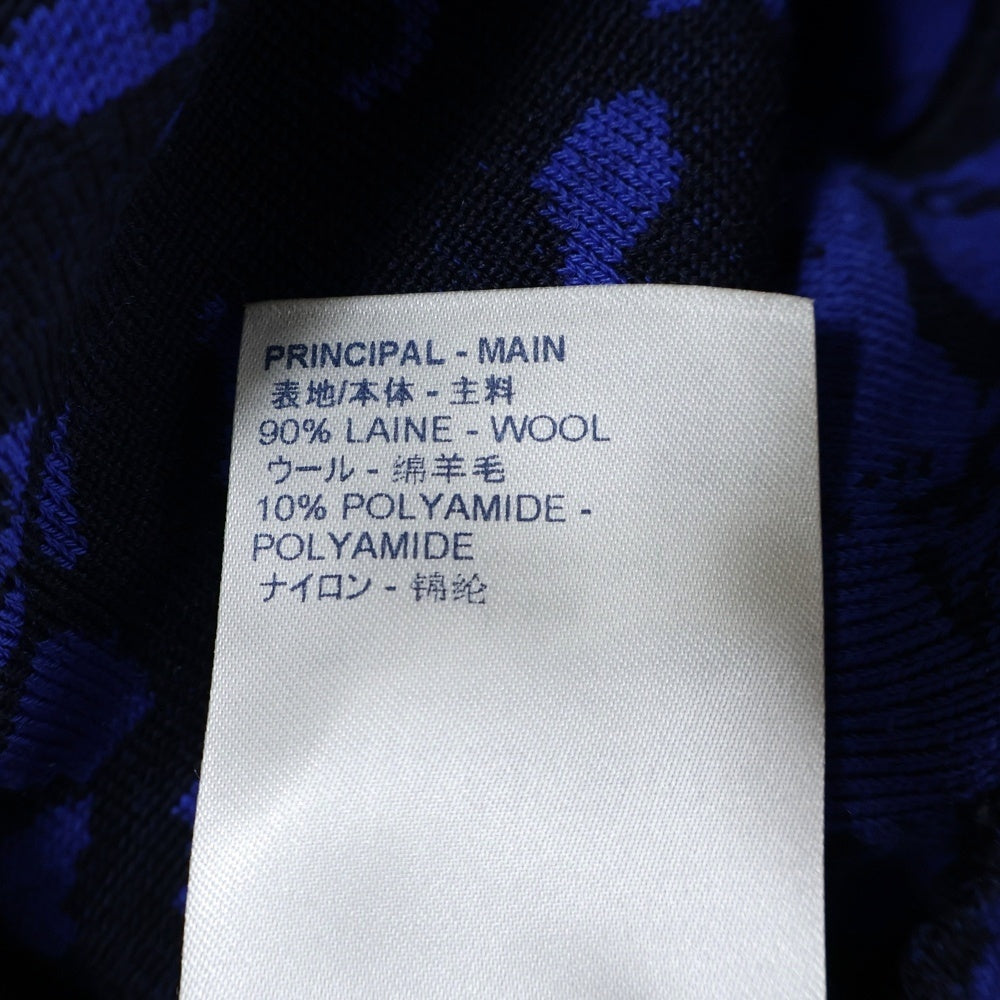 PRINCIPAL - MAIN
表地/本体 - 主料
90% LAINE - WOOL
ウール - 绵羊毛
10% POLYAMIDE -
POLYAMIDE
ナイロン - 锦纶